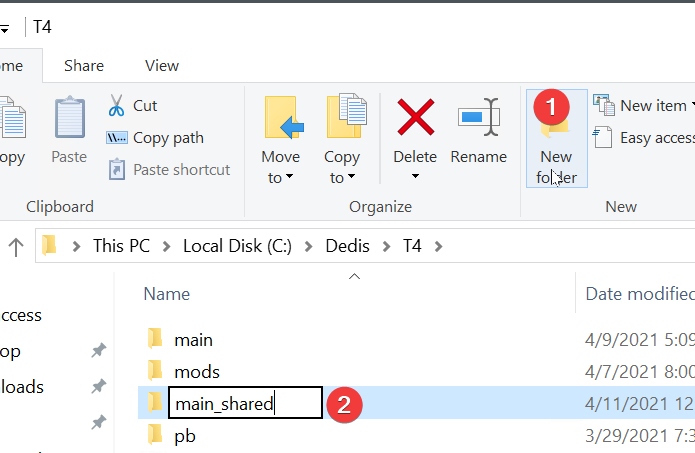 T4
ome Share View
Cut
Copy path
Paste shortcut
opy Paste
Move to
Copy to
Delete Rename
1
New folder
New item
Easy access
Clipboard Organize New
This PC > Local Disk (C:) > Dedis > T4 >
Name Date modified
ccess
op
loads
main 4/9/2021 5:09
mods 4/7/2021 8:00
main_shared 2 4/11/2021 12:
pb 3/29/2021 7:3